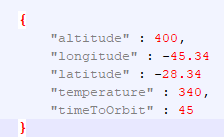 {
"altitude" : 400,
"longitude" : -45.34
"latitude" : -28.34
"temperature" : 340,
"timeToOrbit" : 45
}